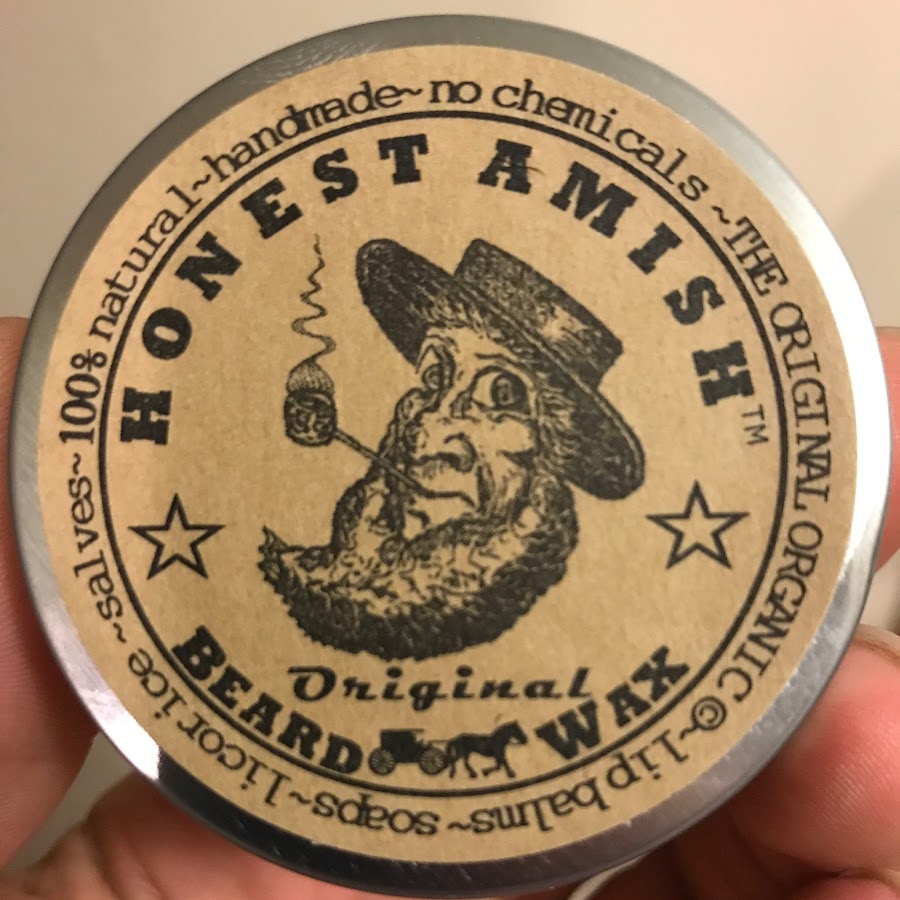 ~100% natural~handmade~ no chemicals ~THE ORIGINAL ORGANIC ©~lip balms~soaps~licorice ~salves
HONEST AMISH™
Original
BEARD WAX